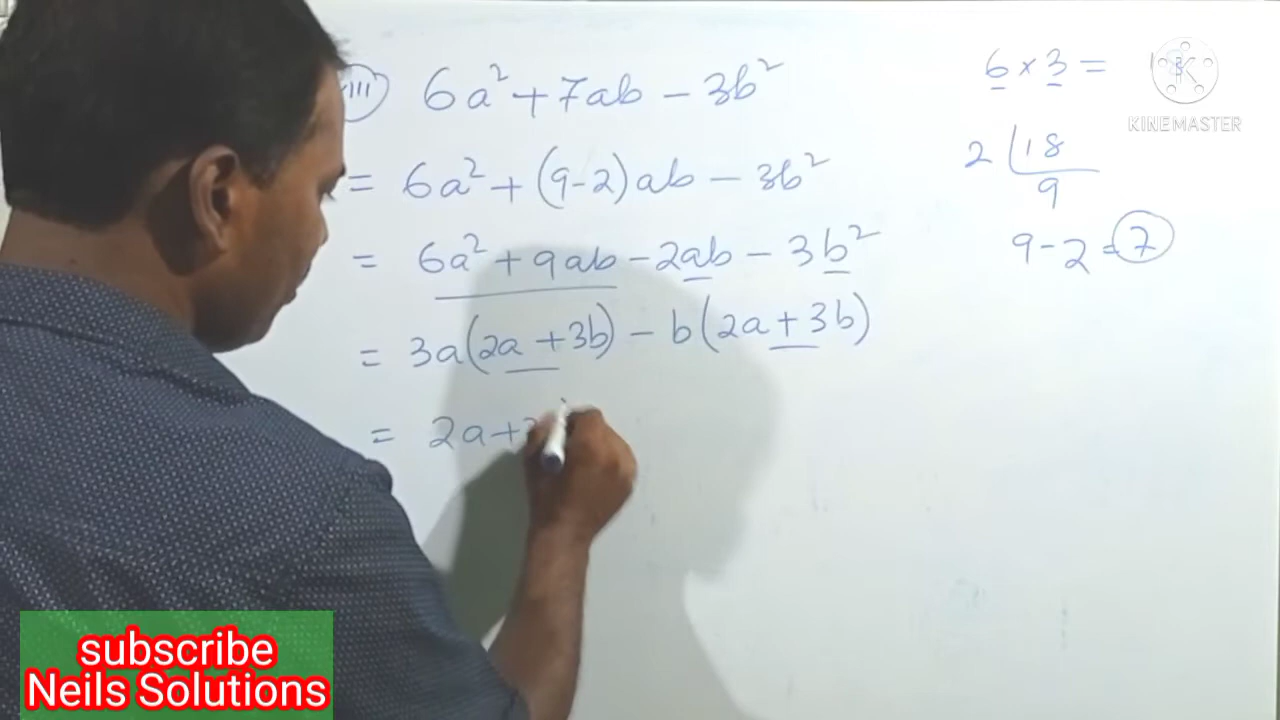 viii) 6a² + 7ab - 3b²
= 6a² + (9-2)ab - 3b²
= 6a² + 9ab - 2ab - 3b²
= 3a(2a + 3b) - b(2a + 3b)
= 2a+
6 × 3 =
2 | 18
9
9 - 2 = 7
KINEMASTER
subscribe
Neils Solutions